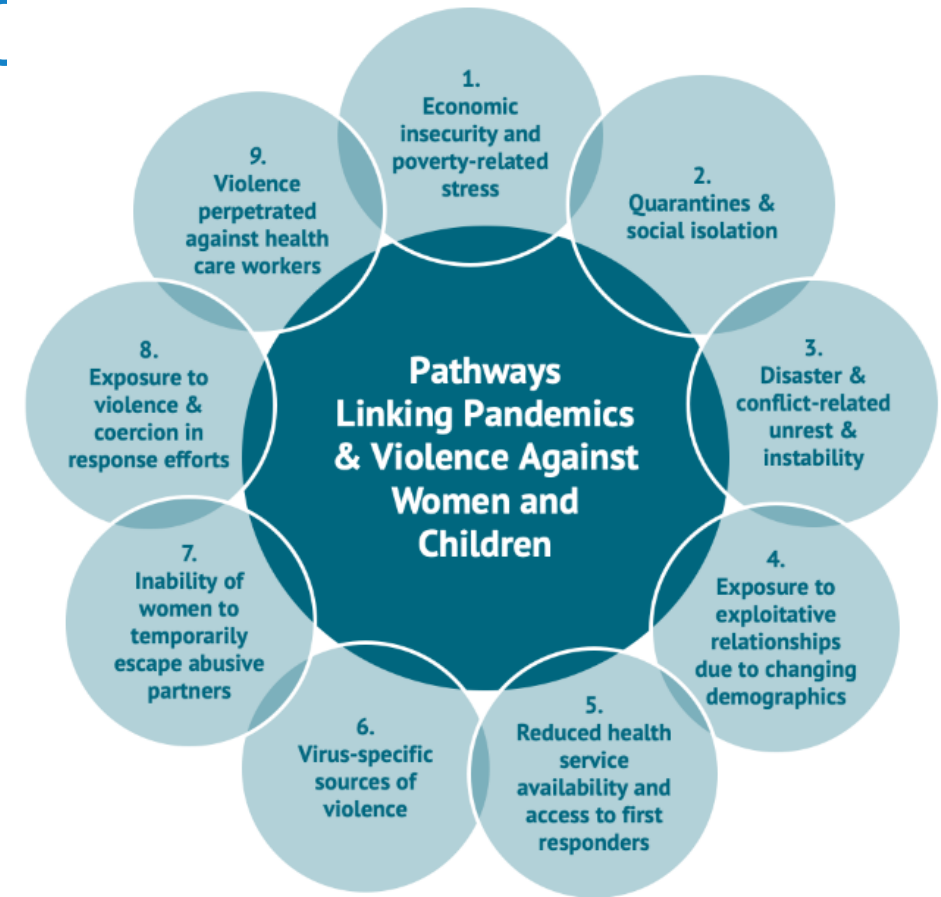 1.
Economic
insecurity and
poverty-related
stress
2.
Quarantines &
social isolation
3.
Disaster &
conflict-related
unrest &
instability
4.
Exposure to
exploitative
relationships
due to changing
demographics
5.
Reduced health
service
availability and
access to first
responders
6.
Virus-specific
sources of
violence
7.
Inability of
women to
temporarily
escape abusive
partners
8.
Exposure to
violence &
coercion in
response efforts
9.
Violence
perpetrated
against health
care workers
Pathways
Linking Pandemics
& Violence Against
Women and
Children